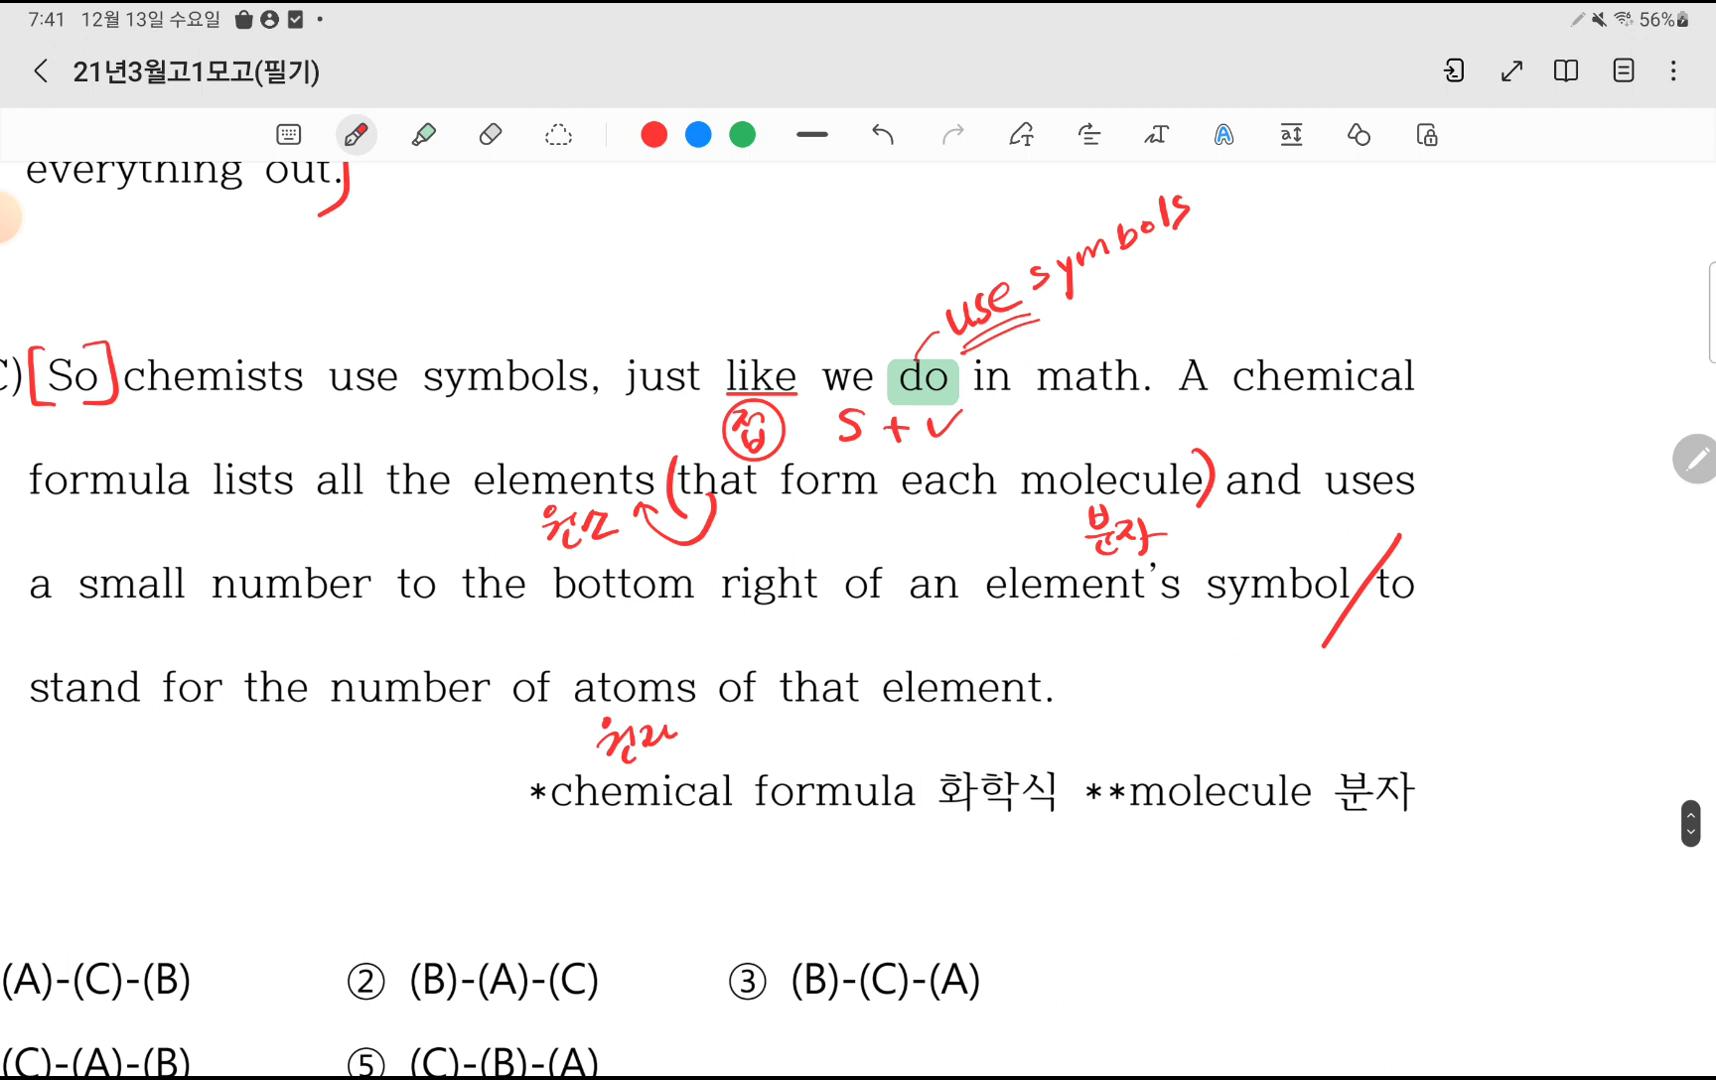 7:41 12월 13일 수요일 56%
21년3월고1모고(필기)
everything out.
use symbols
C) [So] chemists use symbols, just like we do in math. A chemical
접 S + V
formula lists all the elements (that form each molecule) and uses
원소 분자
a small number to the bottom right of an element's symbol / to
stand for the number of atoms of that element.
원자
*chemical formula 화학식 **molecule 분자
(A)-(C)-(B) ② (B)-(A)-(C) ③ (B)-(C)-(A)
(C)-(A)-(B) ⑤ (C)-(B)-(A)